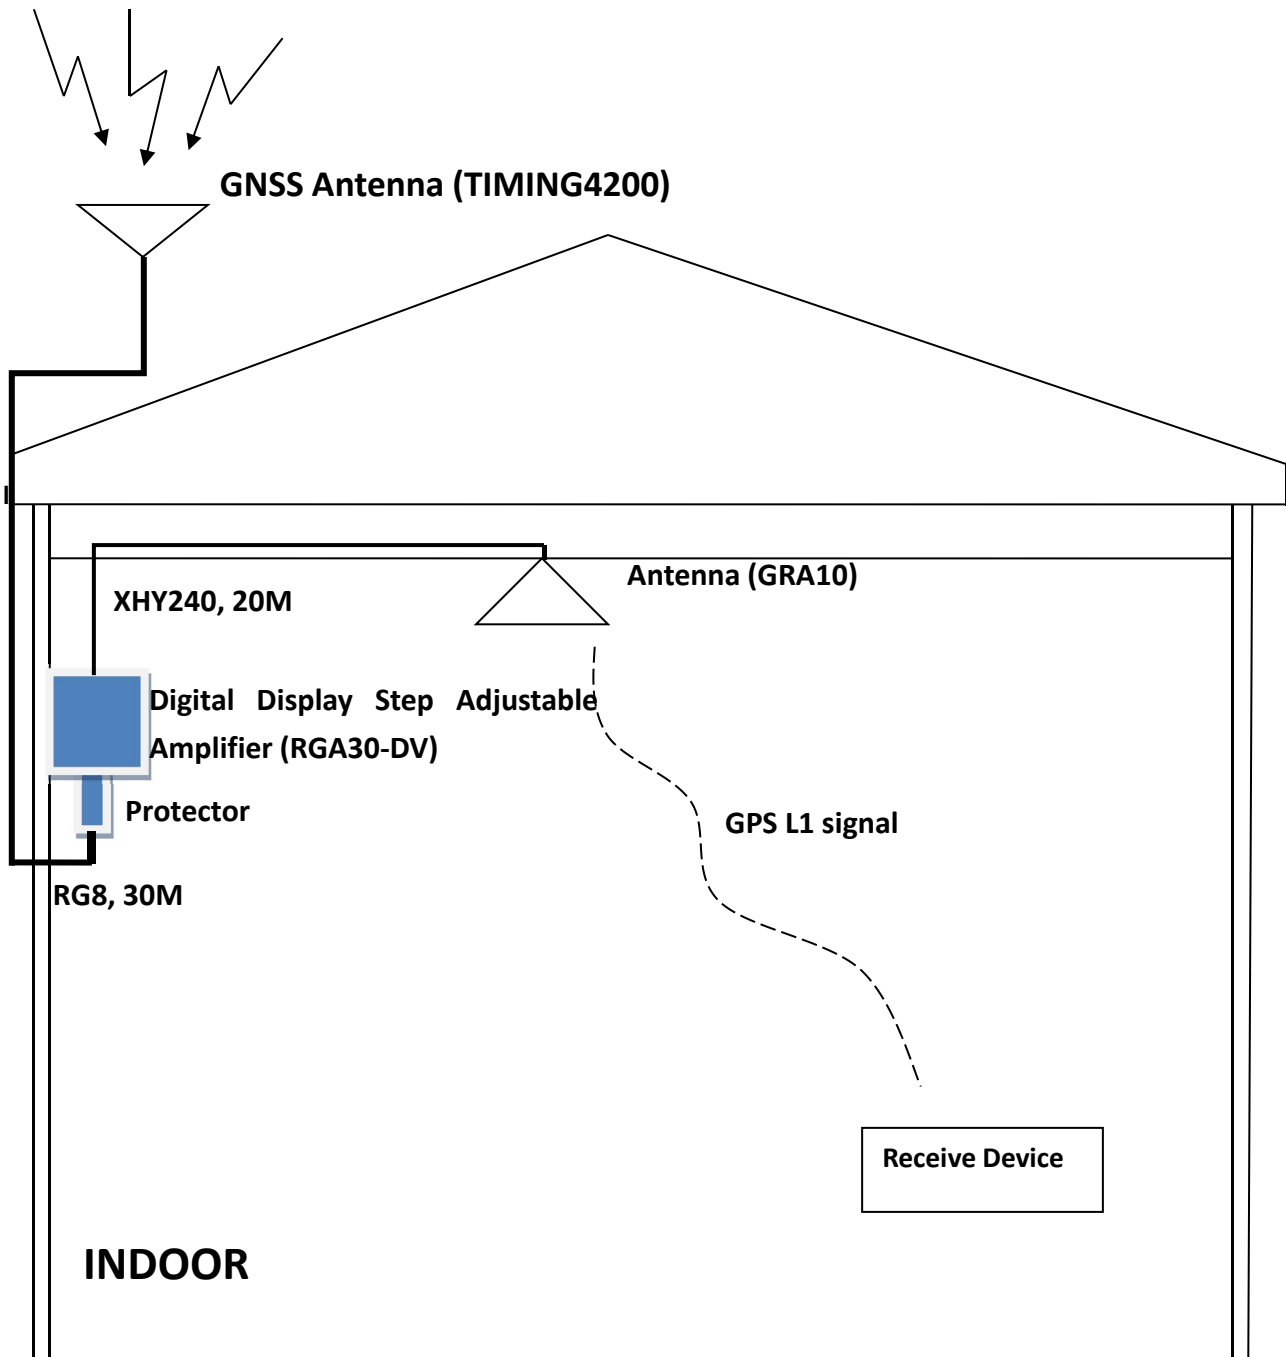 GNSS Antenna (TIMING4200)
Antenna (GRA10)
XHY240, 20M
Digital Display Step Adjustable
Amplifier (RGA30-DV)
Protector
GPS L1 signal
RG8, 30M
Receive Device
INDOOR